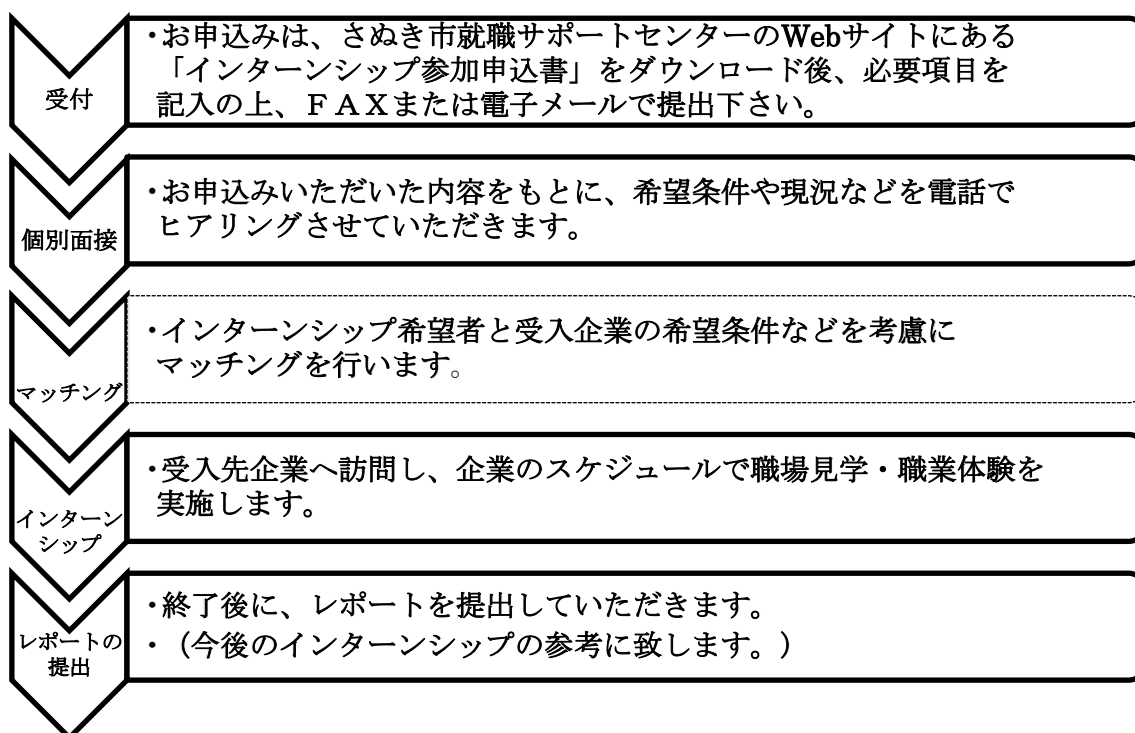 受付
・お申込みは、さぬき市就職サポートセンターのWebサイトにある
「インターンシップ参加申込書」をダウンロード後、必要項目を
記入の上、ＦＡＸまたは電子メールで提出下さい。
個別面接
・お申込みいただいた内容をもとに、希望条件や現況などを電話で
ヒアリングさせていただきます。
マッチング
・インターンシップ希望者と受入企業の希望条件などを考慮に
マッチングを行います。
インターン
シップ
・受入先企業へ訪問し、企業のスケジュールで職場見学・職業体験を
実施します。
レポートの
提出
・終了後に、レポートを提出していただきます。
・（今後のインターンシップの参考に致します。）